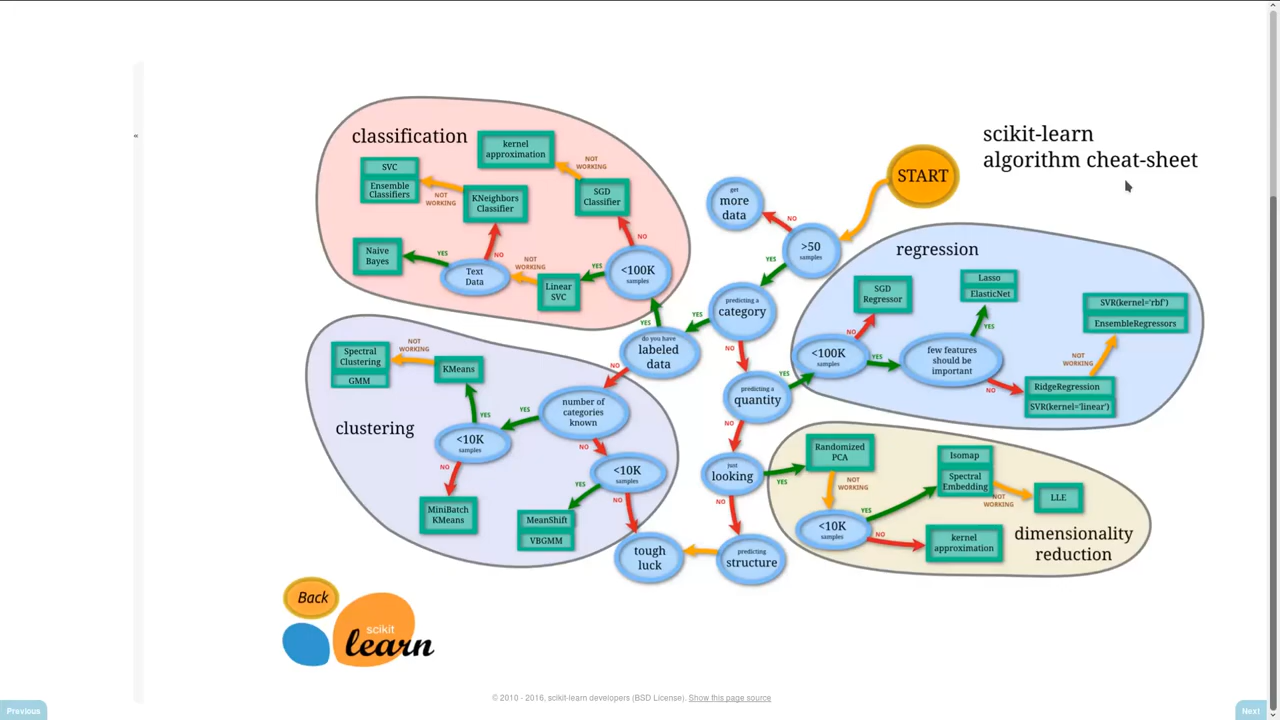 scikit-learn
algorithm cheat-sheet
START
get
more
data
NO
>50
samples
YES
predicting a
category
YES
NO
do you have
labeled
data
YES
NO
predicting a
quantity
YES
NO
just
looking
YES
NO
predicting
structure
tough
luck
classification
kernel
approximation
NOT
WORKING
SVC
Ensemble
Classifiers
NOT
WORKING
KNeighbors
Classifier
SGD
Classifier
NO
Naive
Bayes
YES
NO
Text
Data
NOT
WORKING
Linear
SVC
YES
<100K
samples
regression
SGD
Regressor
Lasso
ElasticNet
SVR(kernel='rbf')
EnsembleRegressors
NO
YES
<100K
samples
YES
few features
should be
important
NOT
WORKING
NO
RidgeRegression
SVR(kernel='linear')
clustering
Spectral
Clustering
GMM
NOT
WORKING
KMeans
YES
number of
categories
known
YES
NO
<10K
samples
NO
<10K
samples
YES
NO
MiniBatch
KMeans
MeanShift
VBGMM
dimensionality
reduction
Randomized
PCA
NOT
WORKING
Isomap
Spectral
Embedding
NOT
WORKING
LLE
<10K
samples
YES
NO
kernel
approximation
Back
scikit
learn
© 2010 - 2016, scikit-learn developers (BSD License). Show this page source
Previous
Next